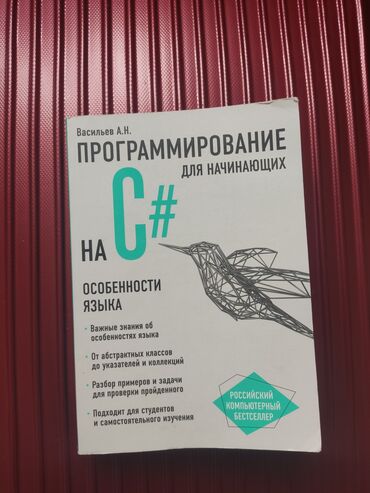 Васильев А.Н.
ПРОГРАММИРОВАНИЕ
ДЛЯ НАЧИНАЮЩИХ
НА C#
ОСОБЕННОСТИ
ЯЗЫКА
· Важные знания об
особенностях языка
· От абстрактных классов
до указателей и коллекций
· Разбор примеров и задачи
для проверки пройденного
· Подходит для студентов
и самостоятельного изучения
РОССИЙСКИЙ
КОМПЬЮТЕРНЫЙ
БЕСТСЕЛЛЕР